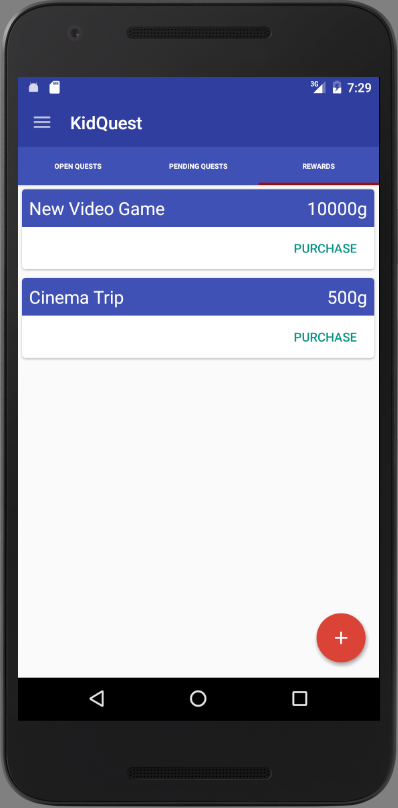 3G 7:29
KidQuest
OPEN QUESTS PENDING QUESTS REWARDS
New Video Game 10000g
PURCHASE
Cinema Trip 500g
PURCHASE
+